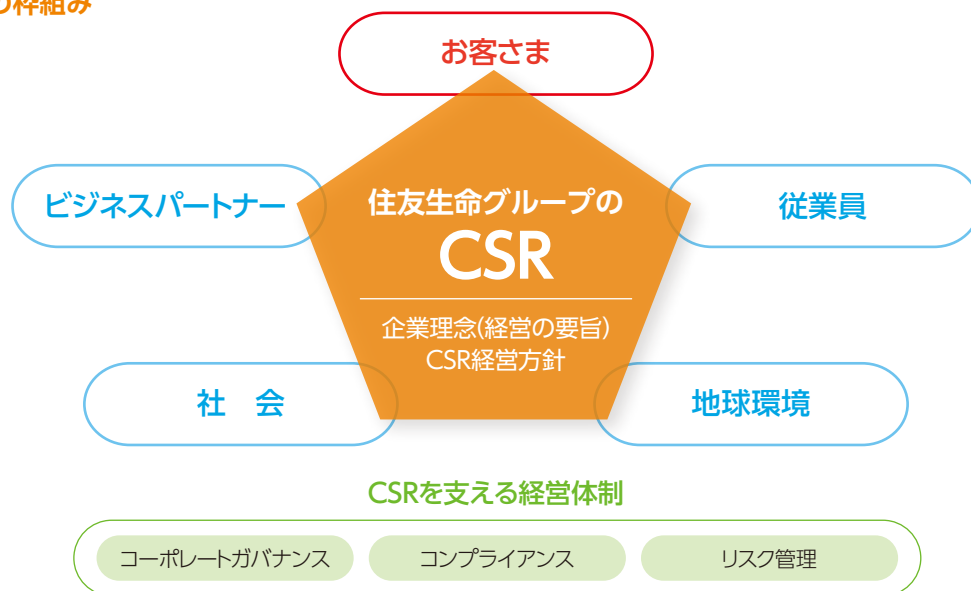 の枠組み
お客さま
ビジネスパートナー
従業員
住友生命グループの
CSR
企業理念(経営の要旨)
CSR経営方針
社　会
地球環境
CSRを支える経営体制
コーポレートガバナンス
コンプライアンス
リスク管理